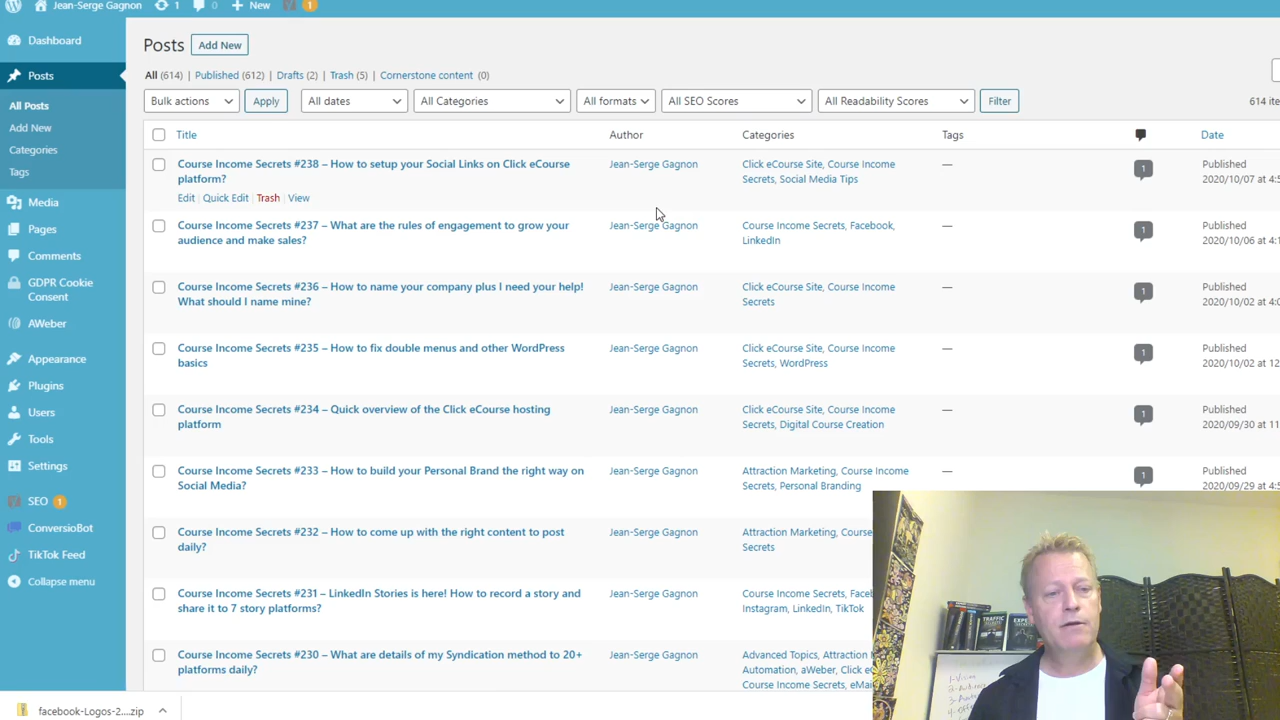 Jean-Serge Gagnon 1 0 New 1
Dashboard
Posts
All Posts
Add New
Categories
Tags
Media
Pages
Comments
GDPR Cookie
Consent
AWeber
Appearance
Plugins
Users
Tools
Settings
SEO 1
ConversioBot
TikTok Feed
Collapse menu
Posts Add New
All (614) | Published (612) | Drafts (2) | Trash (5) | Cornerstone content (0)
Bulk actions Apply All dates All Categories All formats All SEO Scores All Readability Scores Filter 614 ite
Title Author Categories Tags Date
Course Income Secrets #238 – How to setup your Social Links on Click eCourse Jean-Serge Gagnon Click eCourse Site, Course Income — 1 Published
platform? Secrets, Social Media Tips 2020/10/07 at 4:5
Edit | Quick Edit | Trash | View
Course Income Secrets #237 – What are the rules of engagement to grow your Jean-Serge Gagnon Course Income Secrets, Facebook, — 1 Published
audience and make sales? LinkedIn 2020/10/06 at 4:1
Course Income Secrets #236 – How to name your company plus I need your help! Jean-Serge Gagnon Click eCourse Site, Course Income — 1 Published
What should I name mine? Secrets 2020/10/02 at 4:0
Course Income Secrets #235 – How to fix double menus and other WordPress Jean-Serge Gagnon Click eCourse Site, Course Income — 1 Published
basics Secrets, WordPress 2020/10/02 at 12
Course Income Secrets #234 – Quick overview of the Click eCourse hosting Jean-Serge Gagnon Click eCourse Site, Course Income — 1 Published
platform Secrets, Digital Course Creation 2020/09/30 at 11
Course Income Secrets #233 – How to build your Personal Brand the right way on Jean-Serge Gagnon Attraction Marketing, Course Income — 1 Published
Social Media? Secrets, Personal Branding 2020/09/29 at 4:5
Course Income Secrets #232 – How to come up with the right content to post Jean-Serge Gagnon Attraction Marketing, Course
daily? Secrets
Course Income Secrets #231 – LinkedIn Stories is here! How to record a story and Jean-Serge Gagnon Course Income Secrets, Face
share it to 7 story platforms? Instagram, LinkedIn, TikTok
Course Income Secrets #230 – What are details of my Syndication method to 20+ Jean-Serge Gagnon Advanced Topics, Attraction
platforms daily? Automation, aWeber, Click e
Course Income Secrets, eMai
TRAFFIC
EXPERT
1-Vision
facebook-Logos-2....zip